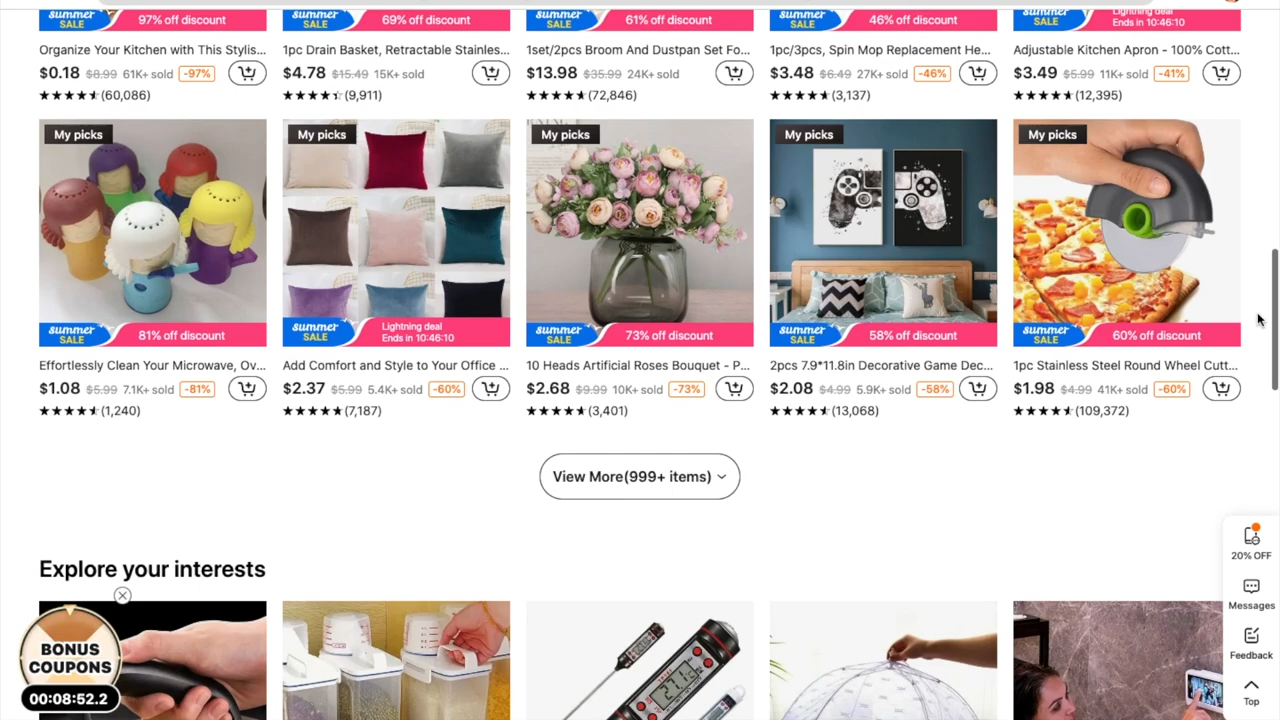 summer SALE 97% off discount
summer SALE 69% off discount
summer SALE 61% off discount
summer SALE 46% off discount
summer SALE Lightning deal
Ends in 10:46:10
Organize Your Kitchen with This Stylis...
$0.18 $8.99 61K+ sold -97%
(60,086)
1pc Drain Basket, Retractable Stainles...
$4.78 $15.49 15K+ sold
(9,911)
1set/2pcs Broom And Dustpan Set Fo...
$13.98 $35.99 24K+ sold
(72,846)
1pc/3pcs, Spin Mop Replacement He...
$3.48 $6.49 27K+ sold -46%
(3,137)
Adjustable Kitchen Apron - 100% Cott...
$3.49 $5.99 11K+ sold -41%
(12,395)
My picks
summer SALE 81% off discount
Effortlessly Clean Your Microwave, Ov...
$1.08 $5.99 7.1K+ sold -81%
(1,240)
My picks
summer SALE Lightning deal
Ends in 10:46:10
Add Comfort and Style to Your Office ...
$2.37 $5.99 5.4K+ sold -60%
(7,187)
My picks
summer SALE 73% off discount
10 Heads Artificial Roses Bouquet - P...
$2.68 $9.99 10K+ sold -73%
(3,401)
My picks
summer SALE 58% off discount
2pcs 7.9*11.8in Decorative Game Dec...
$2.08 $4.99 5.9K+ sold -58%
(13,068)
My picks
summer SALE 60% off discount
1pc Stainless Steel Round Wheel Cutt...
$1.98 $4.99 41K+ sold -60%
(109,372)
View More(999+ items)
Explore your interests
BONUS
COUPONS
00:08:52.2
27.1°C
20% OFF
Messages
Feedback
Top